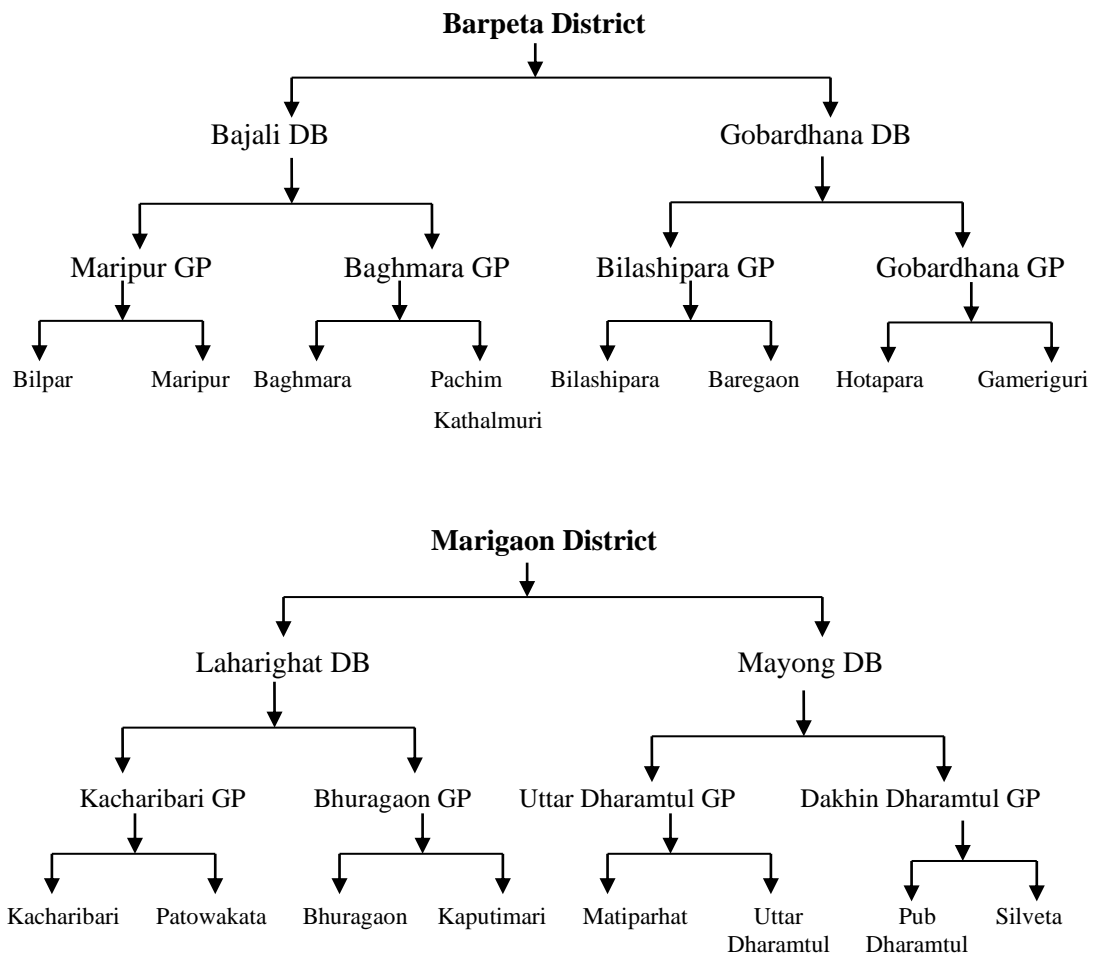 Barpeta District
Bajali DB Gobardhana DB
Maripur GP Baghmara GP Bilashipara GP Gobardhana GP
Bilpar Maripur Baghmara Pachim Bilashipara Baregaon Hotapara Gameriguri
Kathalmuri
Marigaon District
Laharighat DB Mayong DB
Kacharibari GP Bhuragaon GP Uttar Dharamtul GP Dakhin Dharamtul GP
Kacharibari Patowakata Bhuragaon Kaputimari Matiparhat Uttar Pub Silveta
Dharamtul Dharamtul